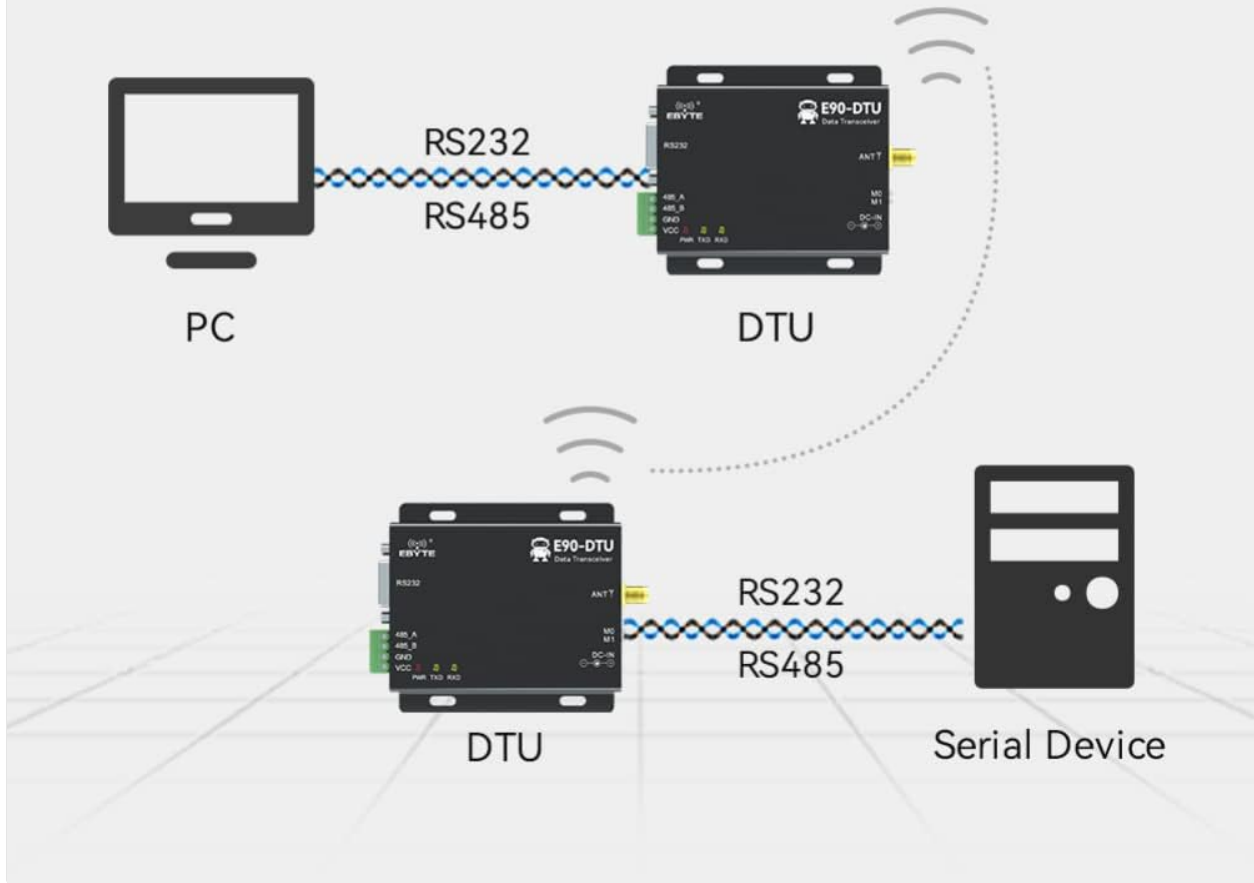 RS232
RS485
PC
((•)) ®
EBYTE
E90-DTU
Data Transceiver
RS232
ANT
M0
M1
485_A
485_B
GND
VCC
DC-IN
PWR TXD RXD
DTU
((•)) ®
EBYTE
E90-DTU
Data Transceiver
RS232
ANT
M0
M1
485_A
485_B
GND
VCC
DC-IN
PWR TXD RXD
DTU
RS232
RS485
Serial Device